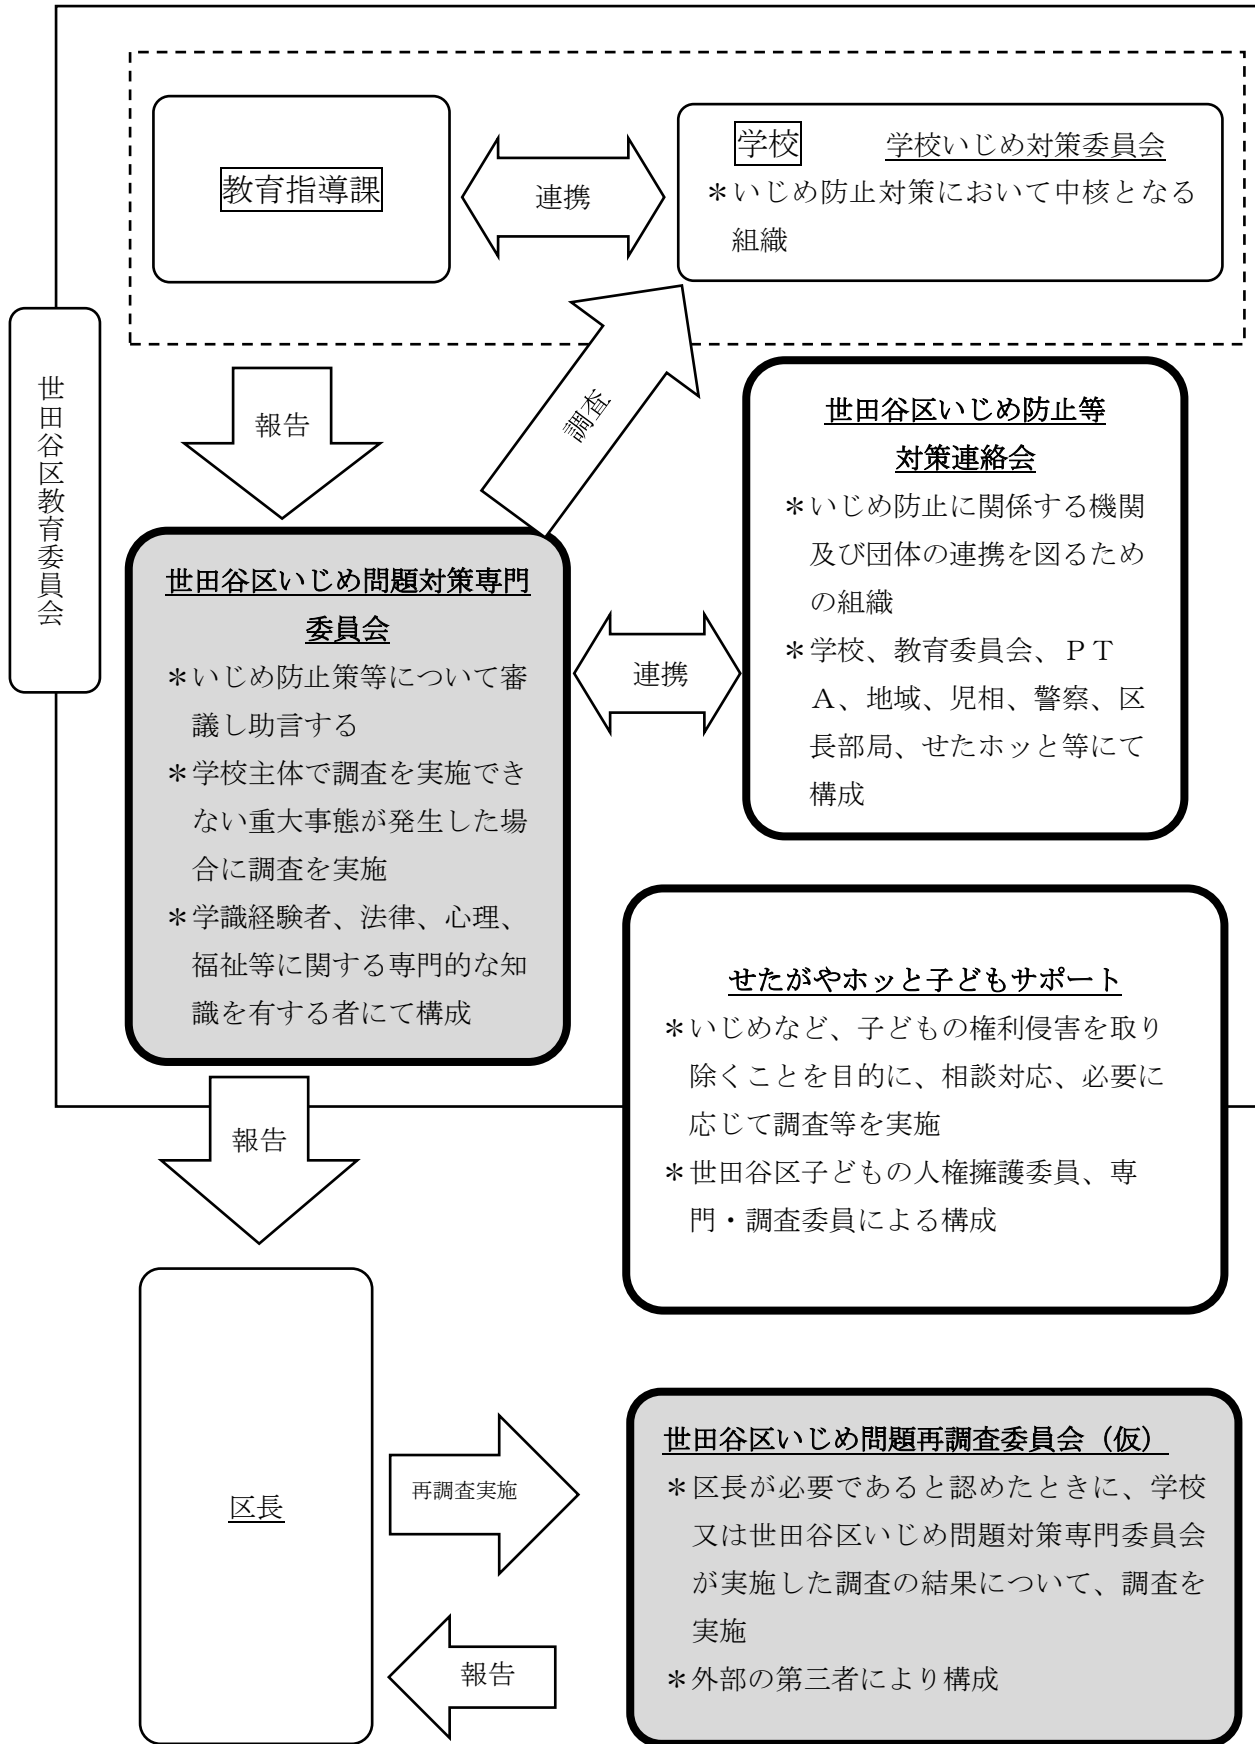 教育指導課
連携
学校　学校いじめ対策委員会
＊いじめ防止対策において中核となる
組織
世田谷区教育委員会
報告
調査
世田谷区いじめ防止等
対策連絡会
＊いじめ防止に関係する機関
及び団体の連携を図るため
の組織
＊学校、教育委員会、ＰＴ
Ａ、地域、児相、警察、区
長部局、せたホッと等にて
構成
世田谷区いじめ問題対策専門
委員会
＊いじめ防止策等について審
議し助言する
＊学校主体で調査を実施でき
ない重大事態が発生した場
合に調査を実施
＊学識経験者、法律、心理、
福祉等に関する専門的な知
識を有する者にて構成
連携
せたがやホッと子どもサポート
＊いじめなど、子どもの権利侵害を取り
除くことを目的に、相談対応、必要に
応じて調査等を実施
＊世田谷区子どもの人権擁護委員、専
門・調査委員による構成
報告
区長
再調査実施
世田谷区いじめ問題再調査委員会（仮）
＊区長が必要であると認めたときに、学校
又は世田谷区いじめ問題対策専門委員会
が実施した調査の結果について、調査を
実施
＊外部の第三者により構成
報告